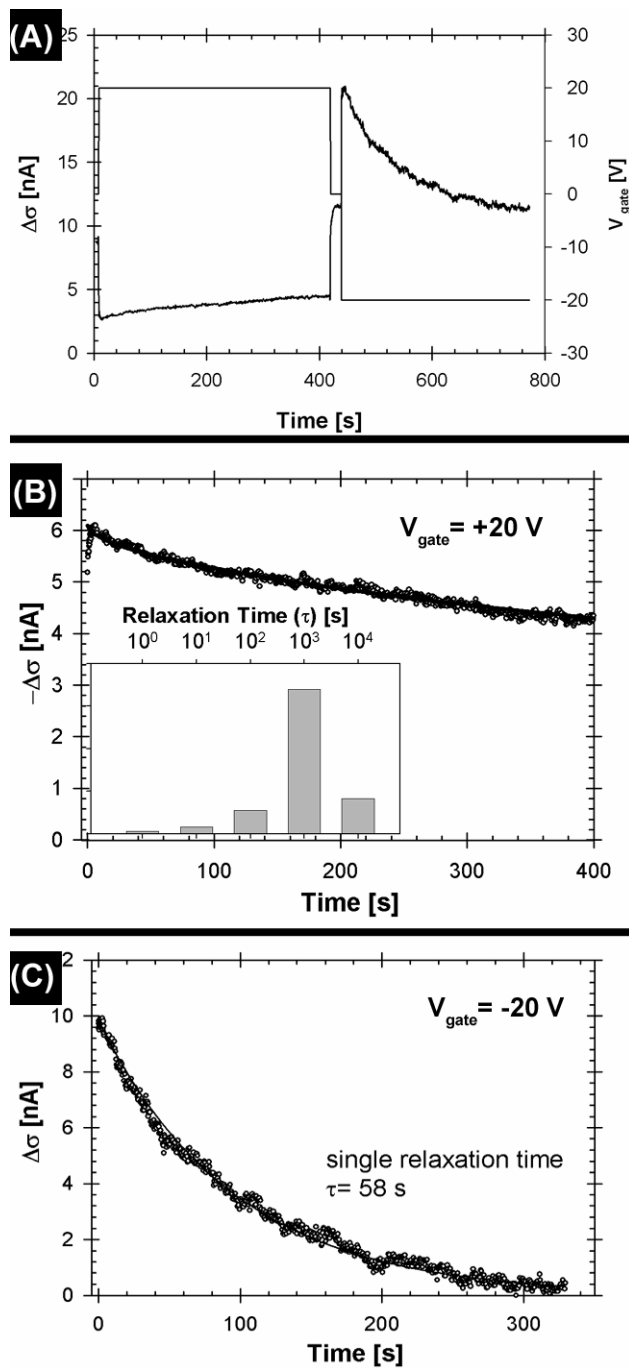 (A)
30
25
20
20
15
10
10
0
5
-10
-20
0
-30
Δσ [nA]
V_gate [V]
0 200 400 600 800
Time [s]
(B)
V_gate= +20 V
6
5
4
3
2
1
0
−Δσ [nA]
Relaxation Time (τ) [s]
10^0 10^1 10^2 10^3 10^4
0 100 200 300 400
Time [s]
(C)
2
V_gate= -20 V
10
8
6
4
2
0
Δσ [nA]
single relaxation time
τ= 58 s
0 100 200 300
Time [s]